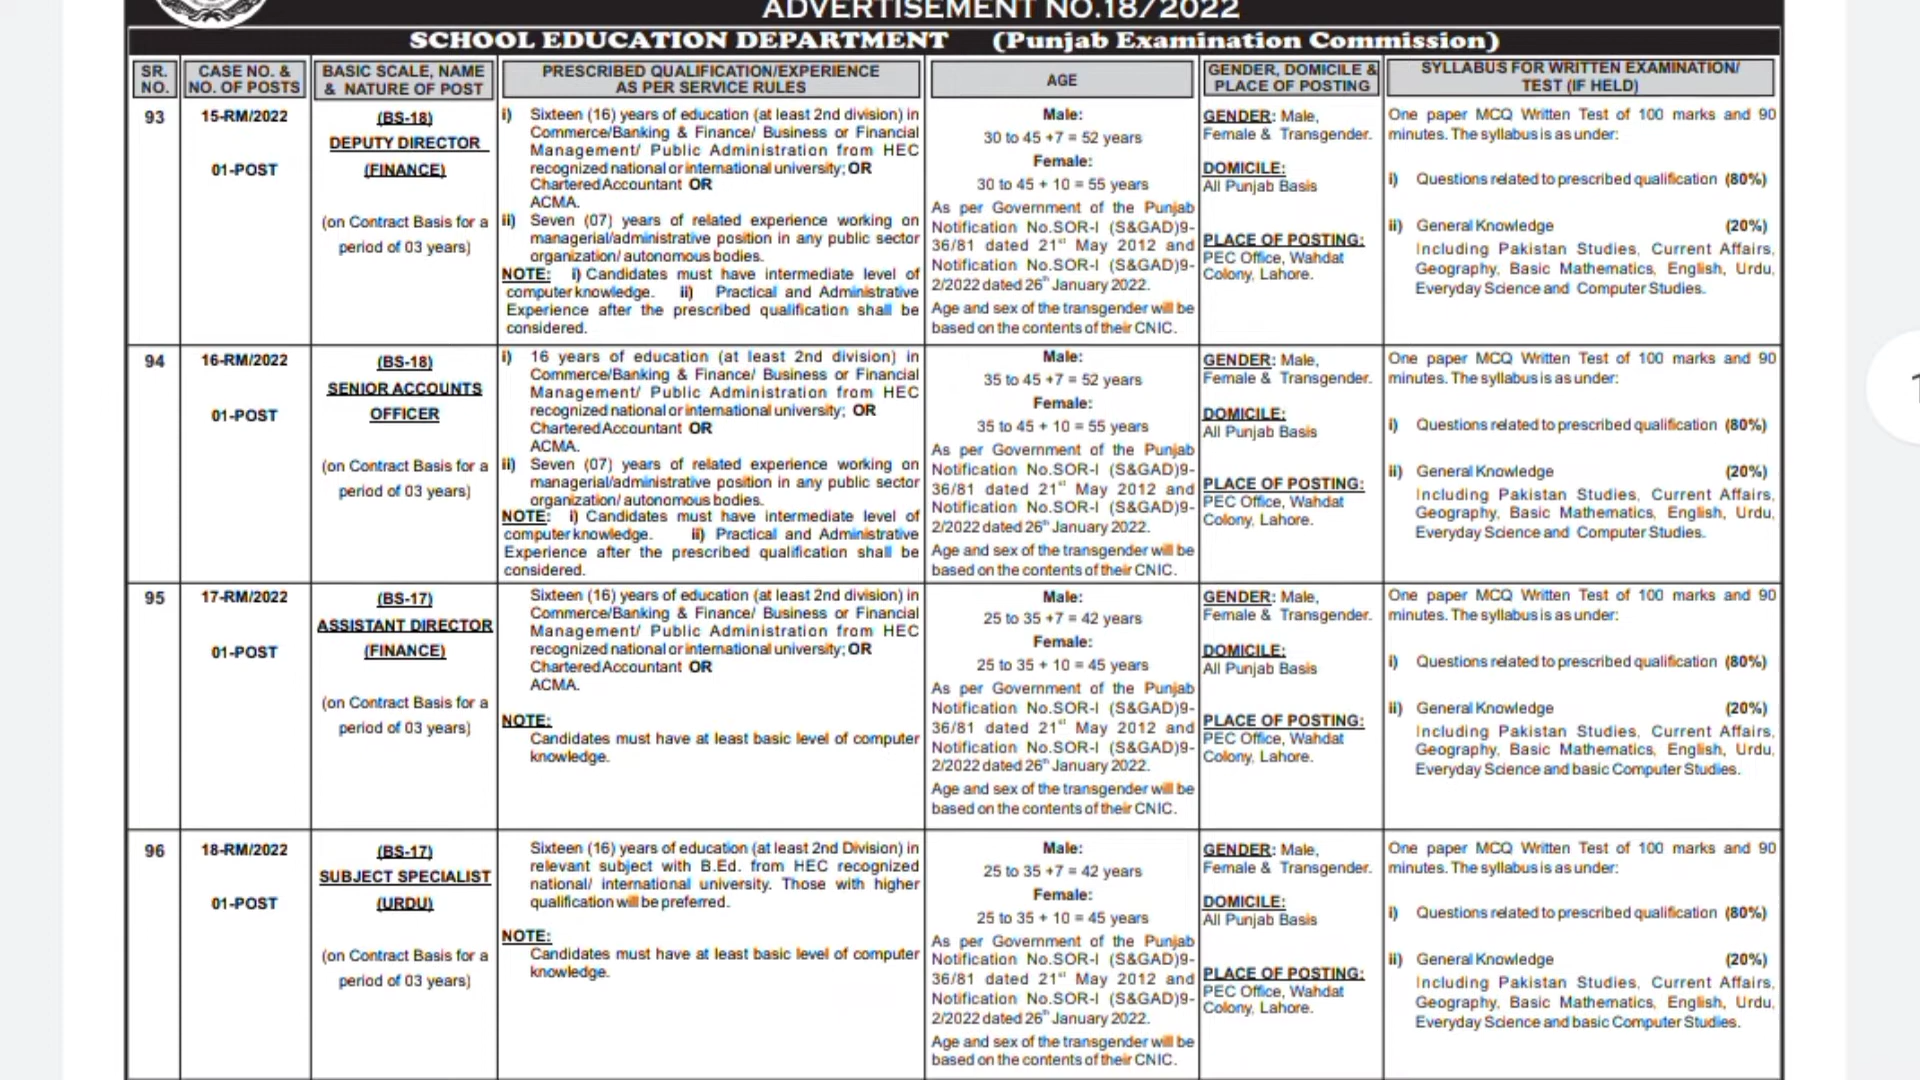 ADVERTISEMENT NO.18/2022
SCHOOL EDUCATION DEPARTMENT (Punjab Examination Commission)
SR. NO.
CASE NO. & NO. OF POSTS
BASIC SCALE, NAME & NATURE OF POST
PRESCRIBED QUALIFICATION/EXPERIENCE AS PER SERVICE RULES
AGE
GENDER, DOMICILE & PLACE OF POSTING
SYLLABUS FOR WRITTEN EXAMINATION/ TEST (IF HELD)
93
15-RM/2022
01-POST
(BS-18)
DEPUTY DIRECTOR
(FINANCE)
(on Contract Basis for a
period of 03 years)
i) Sixteen (16) years of education (at least 2nd division) in
Commerce/Banking & Finance/ Business or Financial
Management/ Public Administration from HEC
recognized national or international university; OR
Chartered Accountant OR
ACMA.
ii) Seven (07) years of related experience working on
managerial/administrative position in any public sector
organization/ autonomous bodies.
NOTE: i) Candidates must have intermediate level of
computer knowledge. ii) Practical and Administrative
Experience after the prescribed qualification shall be
considered.
Male:
30 to 45 +7 = 52 years
Female:
30 to 45 + 10 = 55 years
As per Government of the Punjab
Notification No.SOR-I (S&GAD)9-
36/81 dated 21st May 2012 and
Notification No.SOR-I (S&GAD)9-
2/2022 dated 26th January 2022.
Age and sex of the transgender will be
based on the contents of their CNIC.
GENDER: Male,
Female & Transgender.
DOMICILE:
All Punjab Basis
PLACE OF POSTING:
PEC Office, Wahdat
Colony, Lahore.
One paper MCQ Written Test of 100 marks and 90
minutes. The syllabus is as under:
i) Questions related to prescribed qualification (80%)
ii) General Knowledge (20%)
Including Pakistan Studies, Current Affairs,
Geography, Basic Mathematics, English, Urdu,
Everyday Science and Computer Studies.
94
16-RM/2022
01-POST
(BS-18)
SENIOR ACCOUNTS
OFFICER
(on Contract Basis for a
period of 03 years)
i) 16 years of education (at least 2nd division) in
Commerce/Banking & Finance/ Business or Financial
Management/ Public Administration from HEC
recognized national or international university; OR
Chartered Accountant OR
ACMA.
ii) Seven (07) years of related experience working on
managerial/administrative position in any public sector
organization/ autonomous bodies.
NOTE: i) Candidates must have intermediate level of
computer knowledge. ii) Practical and Administrative
Experience after the prescribed qualification shall be
considered.
Male:
35 to 45 +7 = 52 years
Female:
35 to 45 + 10 = 55 years
As per Government of the Punjab
Notification No.SOR-I (S&GAD)9-
36/81 dated 21st May 2012 and
Notification No.SOR-I (S&GAD)9-
2/2022 dated 26th January 2022.
Age and sex of the transgender will be
based on the contents of their CNIC.
GENDER: Male,
Female & Transgender.
DOMICILE:
All Punjab Basis
PLACE OF POSTING:
PEC Office, Wahdat
Colony, Lahore.
One paper MCQ Written Test of 100 marks and 90
minutes. The syllabus is as under:
i) Questions related to prescribed qualification (80%)
ii) General Knowledge (20%)
Including Pakistan Studies, Current Affairs,
Geography, Basic Mathematics, English, Urdu,
Everyday Science and Computer Studies.
95
17-RM/2022
01-POST
(BS-17)
ASSISTANT DIRECTOR
(FINANCE)
(on Contract Basis for a
period of 03 years)
Sixteen (16) years of education (at least 2nd division) in
Commerce/Banking & Finance/ Business or Financial
Management/ Public Administration from HEC
recognized national or international university; OR
Chartered Accountant OR
ACMA.
NOTE:
Candidates must have at least basic level of computer
knowledge.
Male:
25 to 35 +7 = 42 years
Female:
25 to 35 + 10 = 45 years
As per Government of the Punjab
Notification No.SOR-I (S&GAD)9-
36/81 dated 21st May 2012 and
Notification No.SOR-I (S&GAD)9-
2/2022 dated 26th January 2022.
Age and sex of the transgender will be
based on the contents of their CNIC.
GENDER: Male,
Female & Transgender.
DOMICILE:
All Punjab Basis
PLACE OF POSTING:
PEC Office, Wahdat
Colony, Lahore.
One paper MCQ Written Test of 100 marks and 90
minutes. The syllabus is as under:
i) Questions related to prescribed qualification (80%)
ii) General Knowledge (20%)
Including Pakistan Studies, Current Affairs,
Geography, Basic Mathematics, English, Urdu,
Everyday Science and basic Computer Studies.
96
18-RM/2022
01-POST
(BS-17)
SUBJECT SPECIALIST
(URDU)
(on Contract Basis for a
period of 03 years)
Sixteen (16) years of education (at least 2nd Division) in
relevant subject with B.Ed. from HEC recognized
national/ international university. Those with higher
qualification will be preferred.
NOTE:
Candidates must have at least basic level of computer
knowledge.
Male:
25 to 35 +7 = 42 years
Female:
25 to 35 + 10 = 45 years
As per Government of the Punjab
Notification No.SOR-I (S&GAD)9-
36/81 dated 21st May 2012 and
Notification No.SOR-I (S&GAD)9-
2/2022 dated 26th January 2022.
Age and sex of the transgender will be
based on the contents of their CNIC.
GENDER: Male,
Female & Transgender.
DOMICILE:
All Punjab Basis
PLACE OF POSTING:
PEC Office, Wahdat
Colony, Lahore.
One paper MCQ Written Test of 100 marks and 90
minutes. The syllabus is as under:
i) Questions related to prescribed qualification (80%)
ii) General Knowledge (20%)
Including Pakistan Studies, Current Affairs,
Geography, Basic Mathematics, English, Urdu,
Everyday Science and basic Computer Studies.